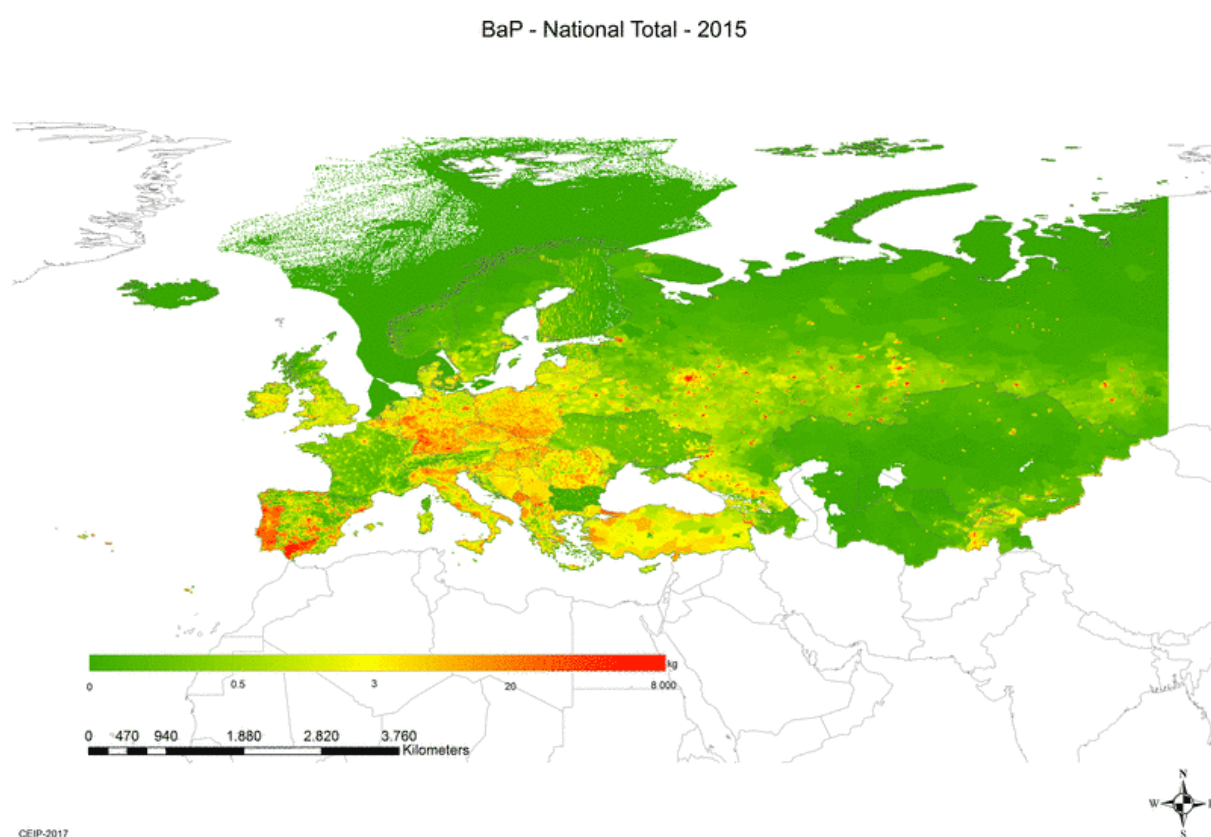 BaP - National Total - 2015
kg
0 0.5 3 20 8 000
0 470 940 1.880 2.820 3.760
Kilometers
N
W E
S
CEIP-2017